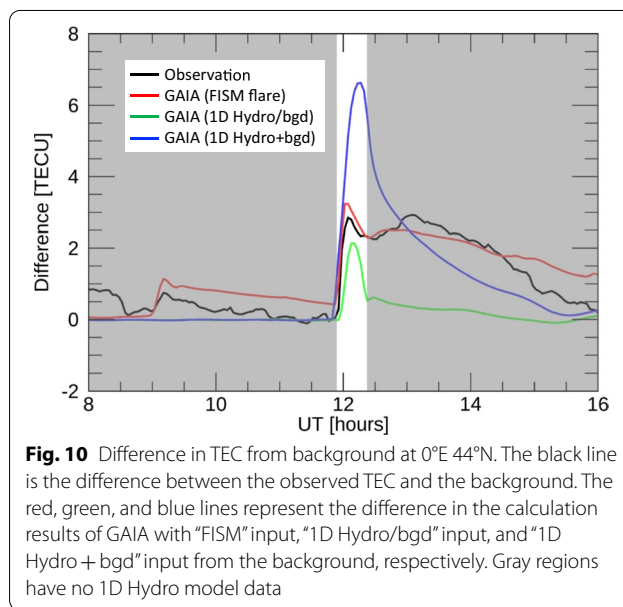 8
6
4
2
0
-2
Difference [TECU]
Observation
GAIA (FISM flare)
GAIA (1D Hydro/bgd)
GAIA (1D Hydro+bgd)
8 10 12 14 16
UT [hours]
Fig. 10 Difference in TEC from background at 0°E 44°N. The black line
is the difference between the observed TEC and the background. The
red, green, and blue lines represent the difference in the calculation
results of GAIA with “FISM” input, “1D Hydro/bgd” input, and “1D
Hydro + bgd” input from the background, respectively. Gray regions
have no 1D Hydro model data